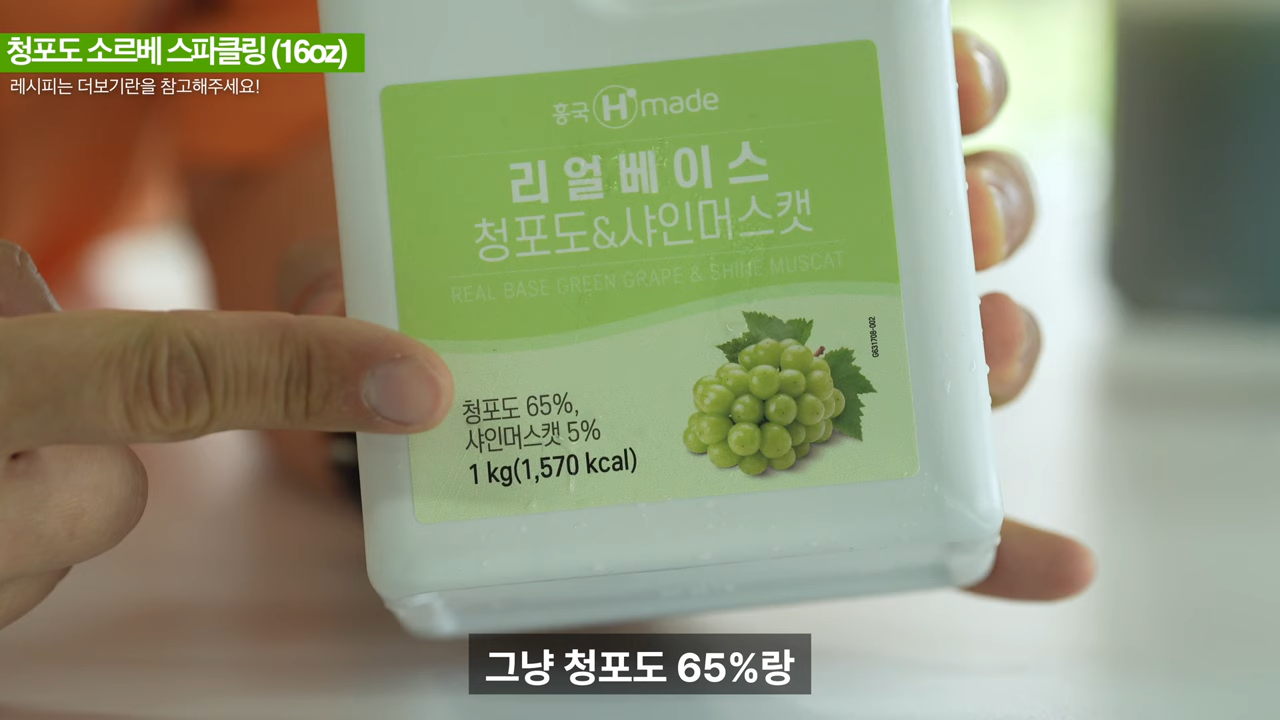 청포도 소르베 스파클링 (16oz)
레시피는 더보기란을 참고해주세요!
흥국 H made
리얼베이스
청포도&샤인머스캣
REAL BASE GREEN GRAPE & SHINE MUSCAT
G631708-002
청포도 65%,
샤인머스캣 5%
1 kg(1,570 kcal)
그냥 청포도 65%랑